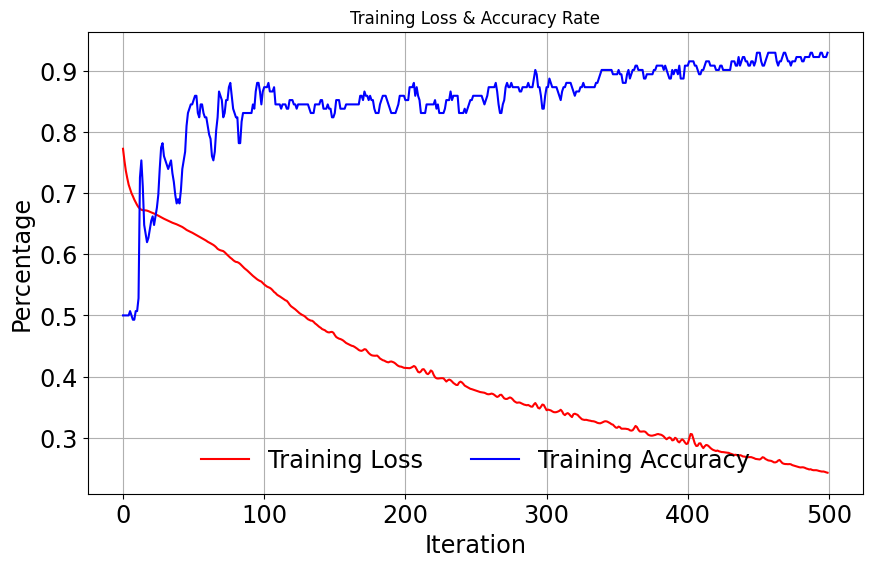 Training Loss & Accuracy Rate
Percentage
0.9
0.8
0.7
0.6
0.5
0.4
0.3
Training Loss Training Accuracy
0 100 200 300 400 500
Iteration